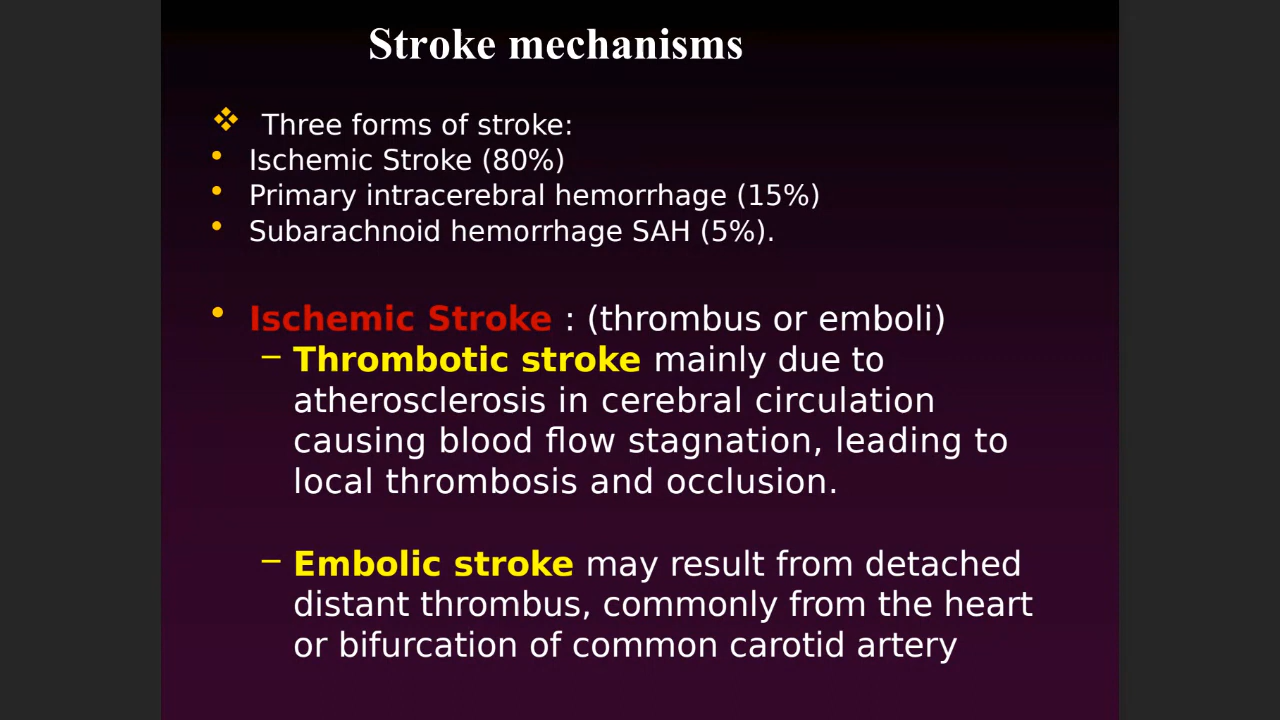 Stroke mechanisms
❖ Three forms of stroke:
• Ischemic Stroke (80%)
• Primary intracerebral hemorrhage (15%)
• Subarachnoid hemorrhage SAH (5%).
• Ischemic Stroke : (thrombus or emboli)
– Thrombotic stroke mainly due to
atherosclerosis in cerebral circulation
causing blood flow stagnation, leading to
local thrombosis and occlusion.
– Embolic stroke may result from detached
distant thrombus, commonly from the heart
or bifurcation of common carotid artery